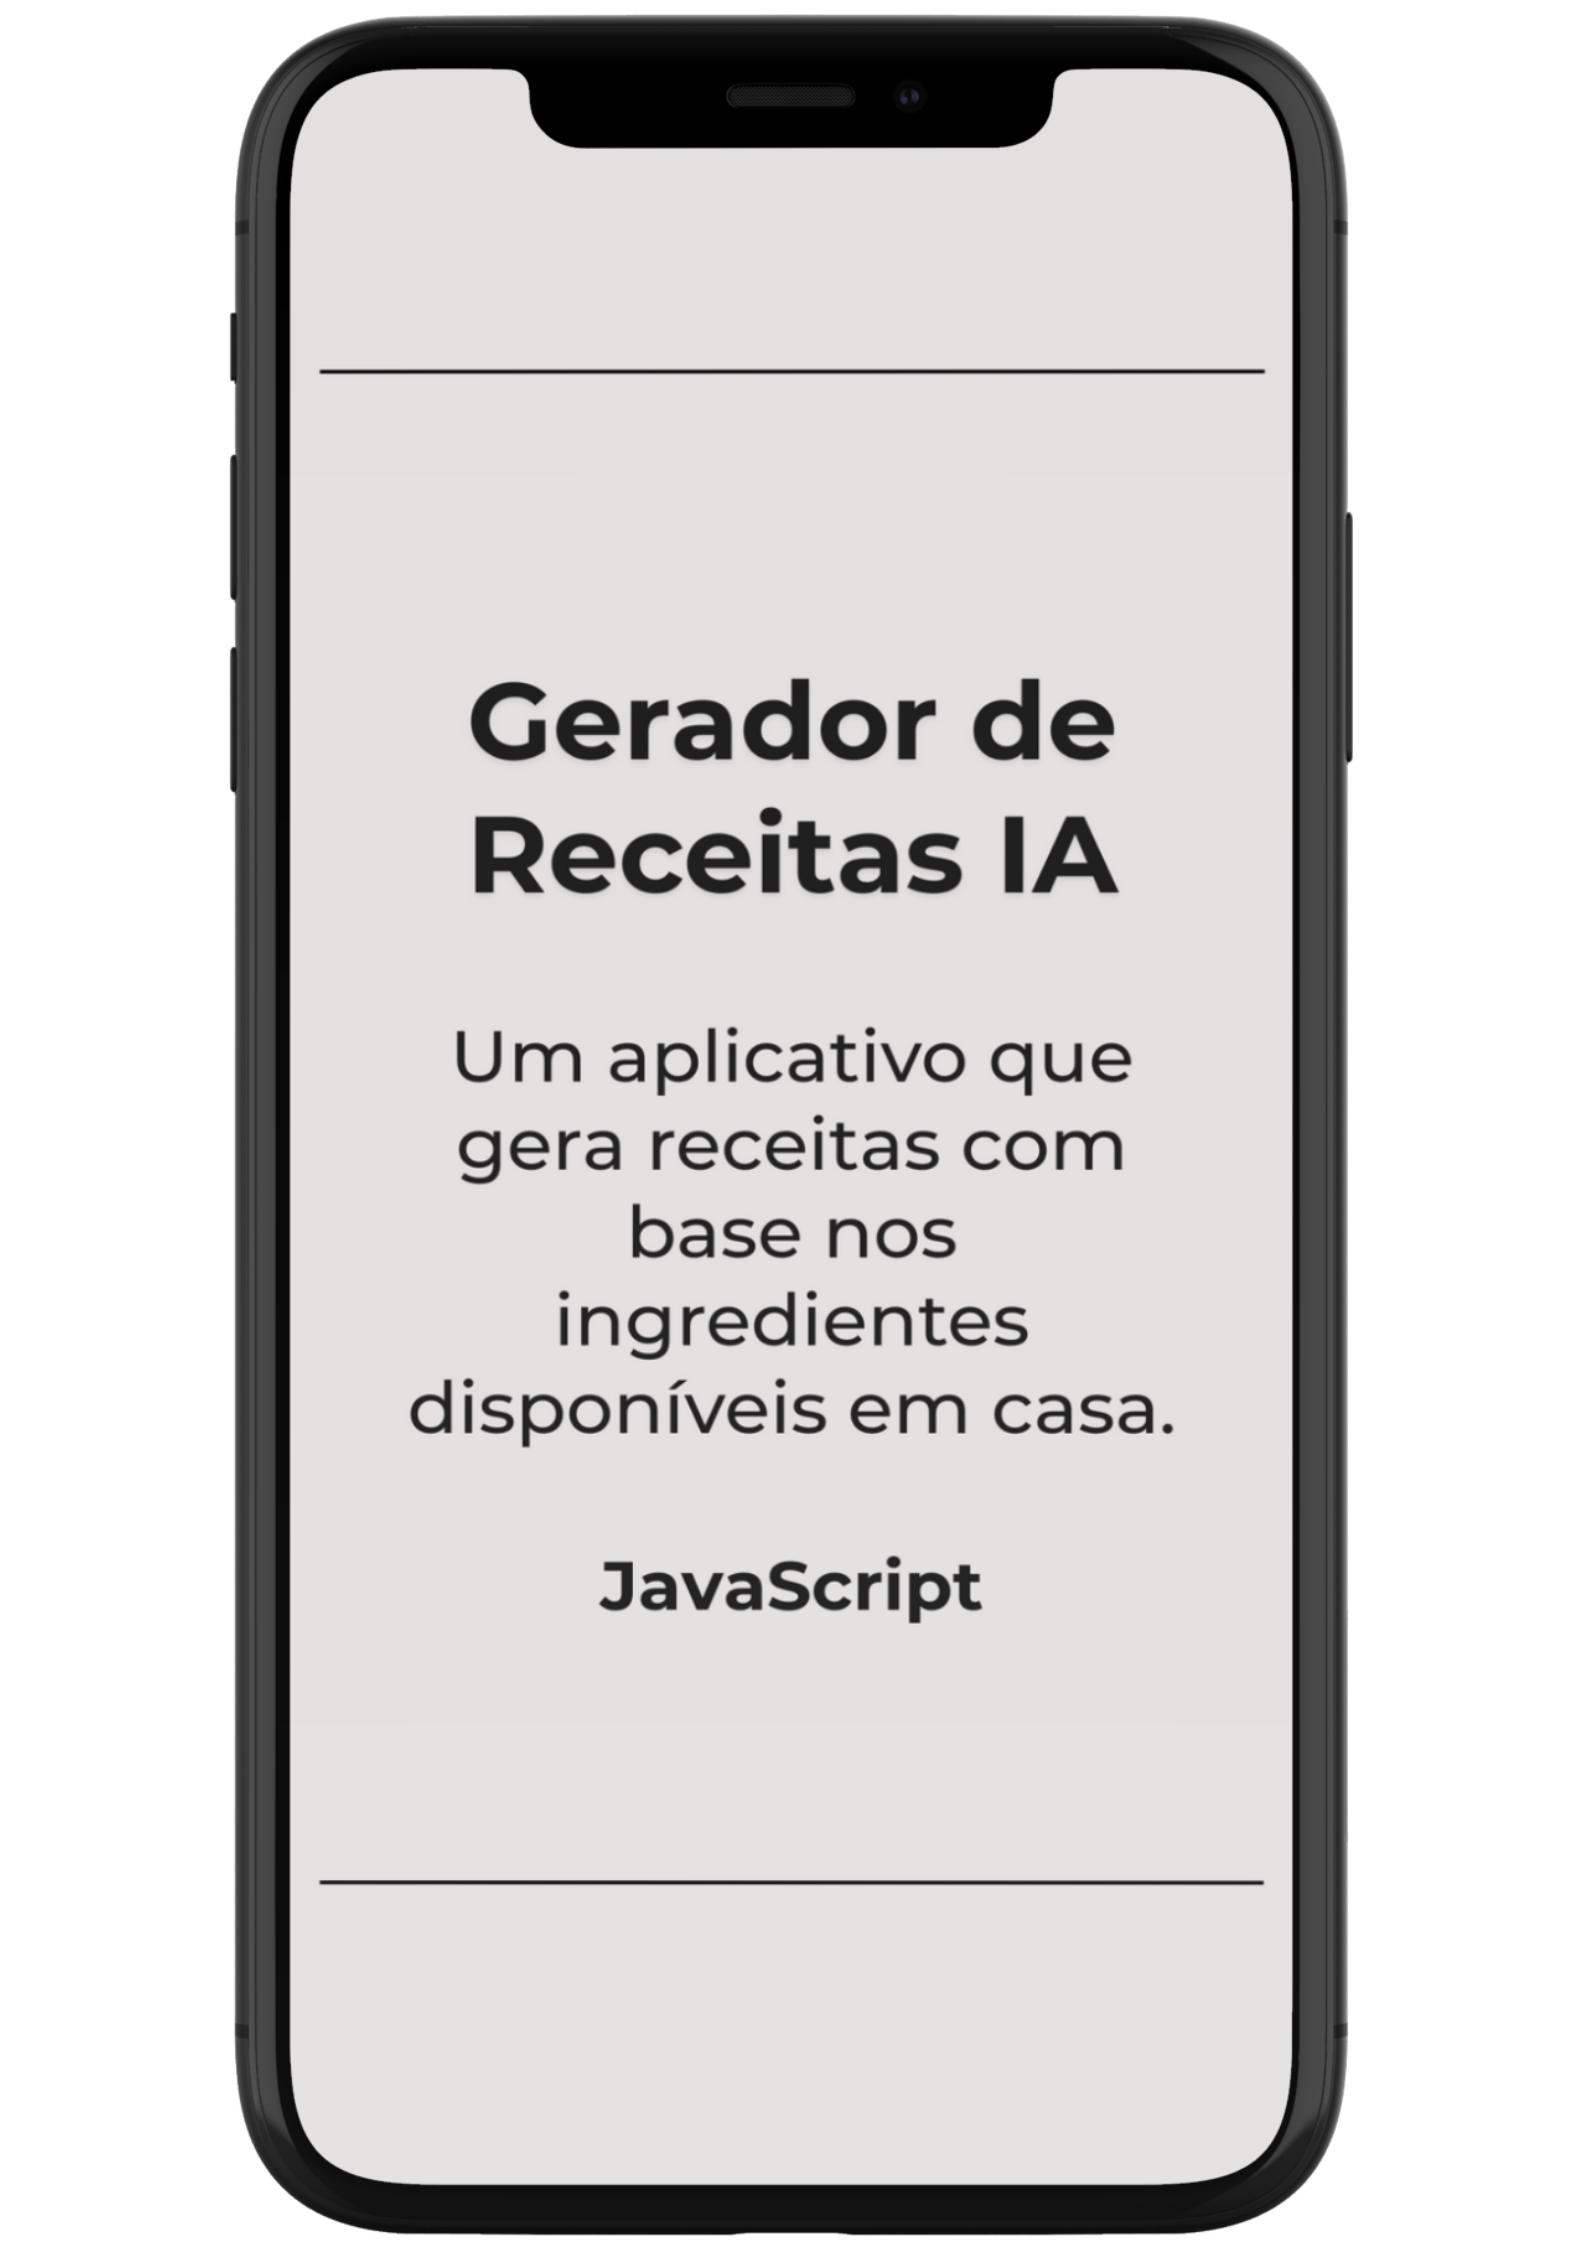 Gerador de
Receitas IA
Um aplicativo que
gera receitas com
base nos
ingredientes
disponíveis em casa.
JavaScript